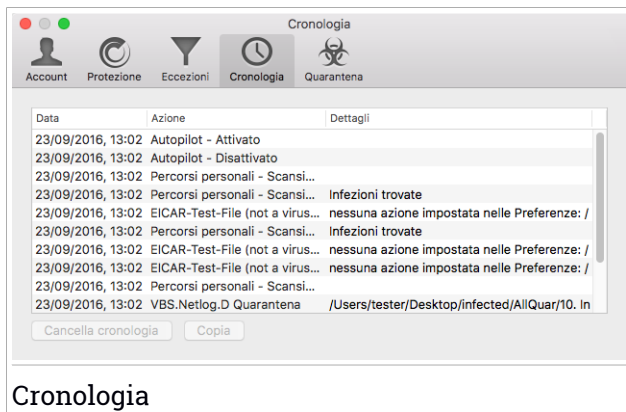 Cronologia
Account Protezione Eccezioni Cronologia Quarantena
Data Azione Dettagli
23/09/2016, 13:02 Autopilot - Attivato
23/09/2016, 13:02 Autopilot - Disattivato
23/09/2016, 13:02 Percorsi personali - Scansi...
23/09/2016, 13:02 Percorsi personali - Scansi... Infezioni trovate
23/09/2016, 13:02 EICAR-Test-File (not a virus... nessuna azione impostata nelle Preferenze: /
23/09/2016, 13:02 Percorsi personali - Scansi... Infezioni trovate
23/09/2016, 13:02 EICAR-Test-File (not a virus... nessuna azione impostata nelle Preferenze: /
23/09/2016, 13:02 EICAR-Test-File (not a virus... nessuna azione impostata nelle Preferenze: /
23/09/2016, 13:02 Percorsi personali - Scansi...
23/09/2016, 13:02 VBS.Netlog.D Quarantena /Users/tester/Desktop/infected/AllQuar/10. In
Cancella cronologia Copia
Cronologia